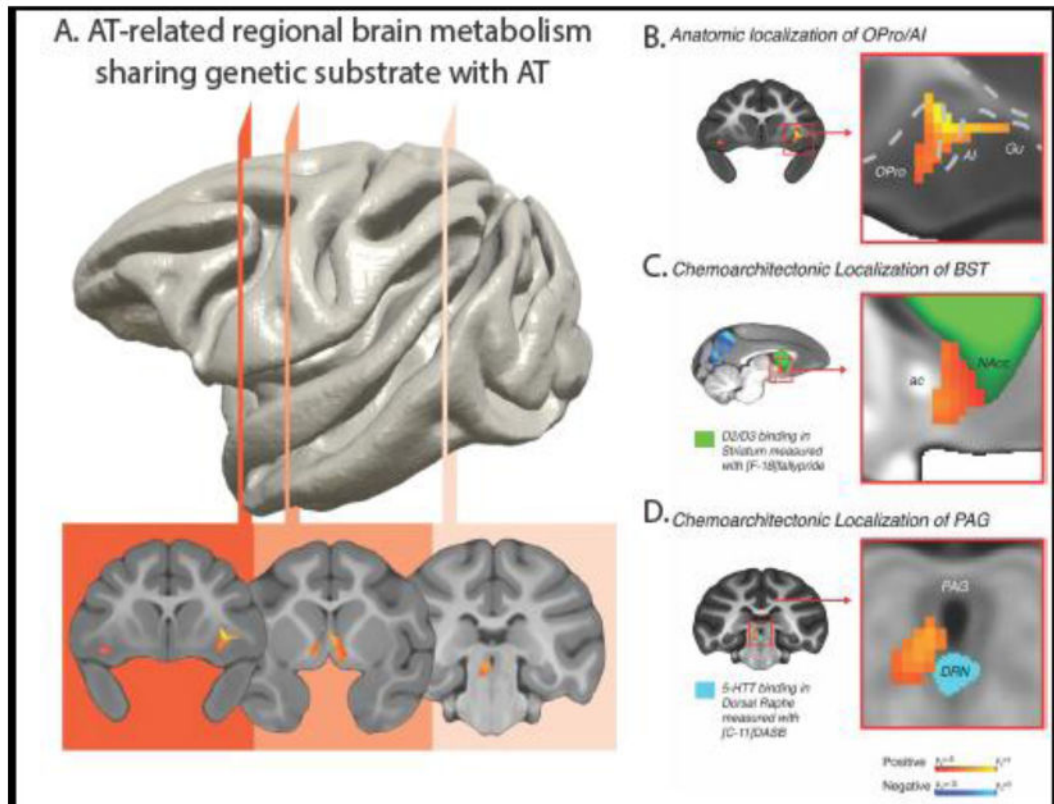 A. AT-related regional brain metabolism
sharing genetic substrate with AT
B. Anatomic localization of OPro/AI
OPro
AI
Gu
C. Chemoarchitectonic Localization of BST
ac
NAcc
D2/D3 binding in
Striatum measured
with [F-18]fallypride
D. Chemoarchitectonic Localization of PAG
PAG
DRN
5-HTT binding in
Dorsal Raphe
measured with
[C-11]DASB
Positive
Negative